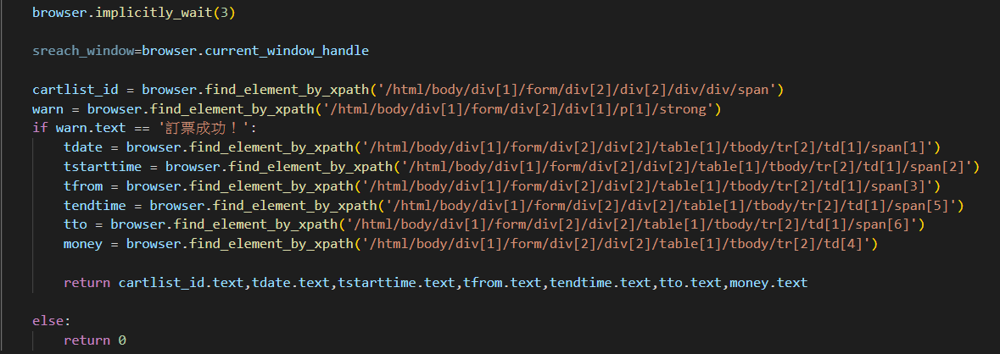 browser.implicitly_wait(3)
sreach_window=browser.current_window_handle
cartlist_id = browser.find_element_by_xpath('/html/body/div[1]/form/div[2]/div[2]/div/div/span')
warn = browser.find_element_by_xpath('/html/body/div[1]/form/div[2]/div[1]/p[1]/strong')
if warn.text == '訂票成功！':
tdate = browser.find_element_by_xpath('/html/body/div[1]/form/div[2]/div[2]/table[1]/tbody/tr[2]/td[1]/span[1]')
tstarttime = browser.find_element_by_xpath('/html/body/div[1]/form/div[2]/div[2]/table[1]/tbody/tr[2]/td[1]/span[2]')
tfrom = browser.find_element_by_xpath('/html/body/div[1]/form/div[2]/div[2]/table[1]/tbody/tr[2]/td[1]/span[3]')
tendtime = browser.find_element_by_xpath('/html/body/div[1]/form/div[2]/div[2]/table[1]/tbody/tr[2]/td[1]/span[5]')
tto = browser.find_element_by_xpath('/html/body/div[1]/form/div[2]/div[2]/table[1]/tbody/tr[2]/td[1]/span[6]')
money = browser.find_element_by_xpath('/html/body/div[1]/form/div[2]/div[2]/table[1]/tbody/tr[2]/td[4]')
return cartlist_id.text,tdate.text,tstarttime.text,tfrom.text,tendtime.text,tto.text,money.text
else:
return 0